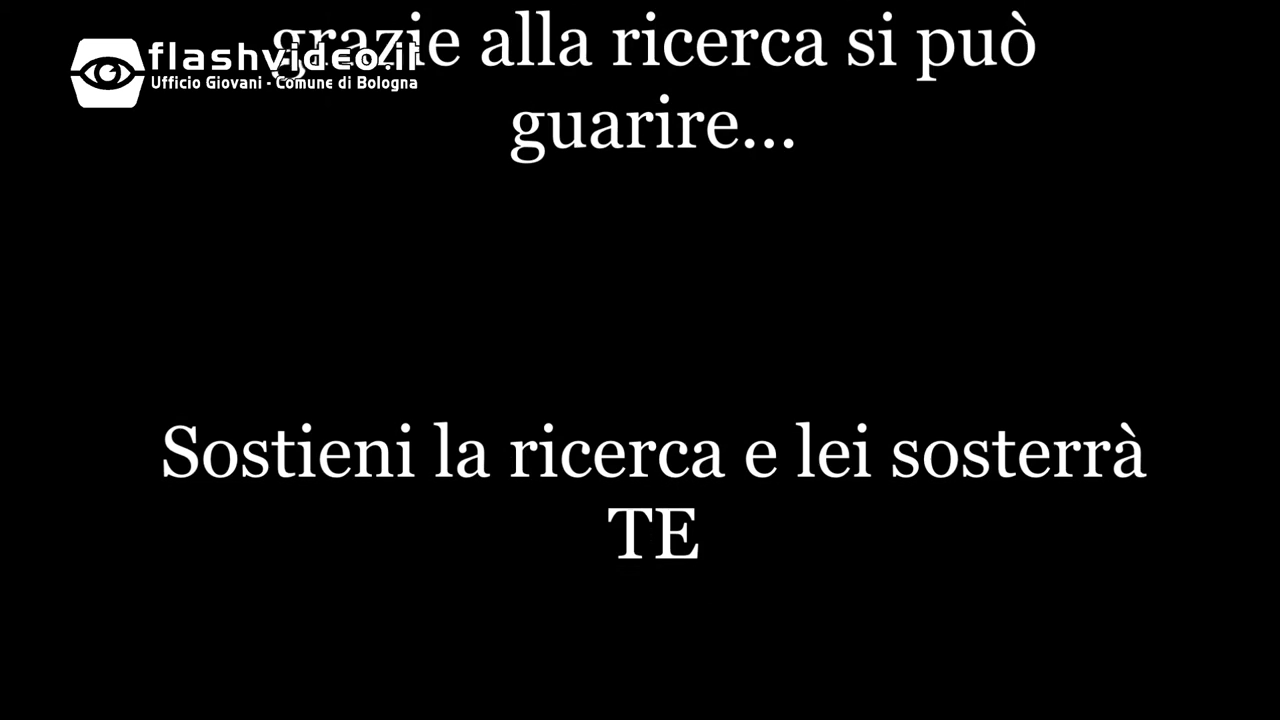 grazie alla ricerca si può
flashvideo.it
Ufficio Giovani - Comune di Bologna
guarire...
Sostieni la ricerca e lei sosterrà
TE